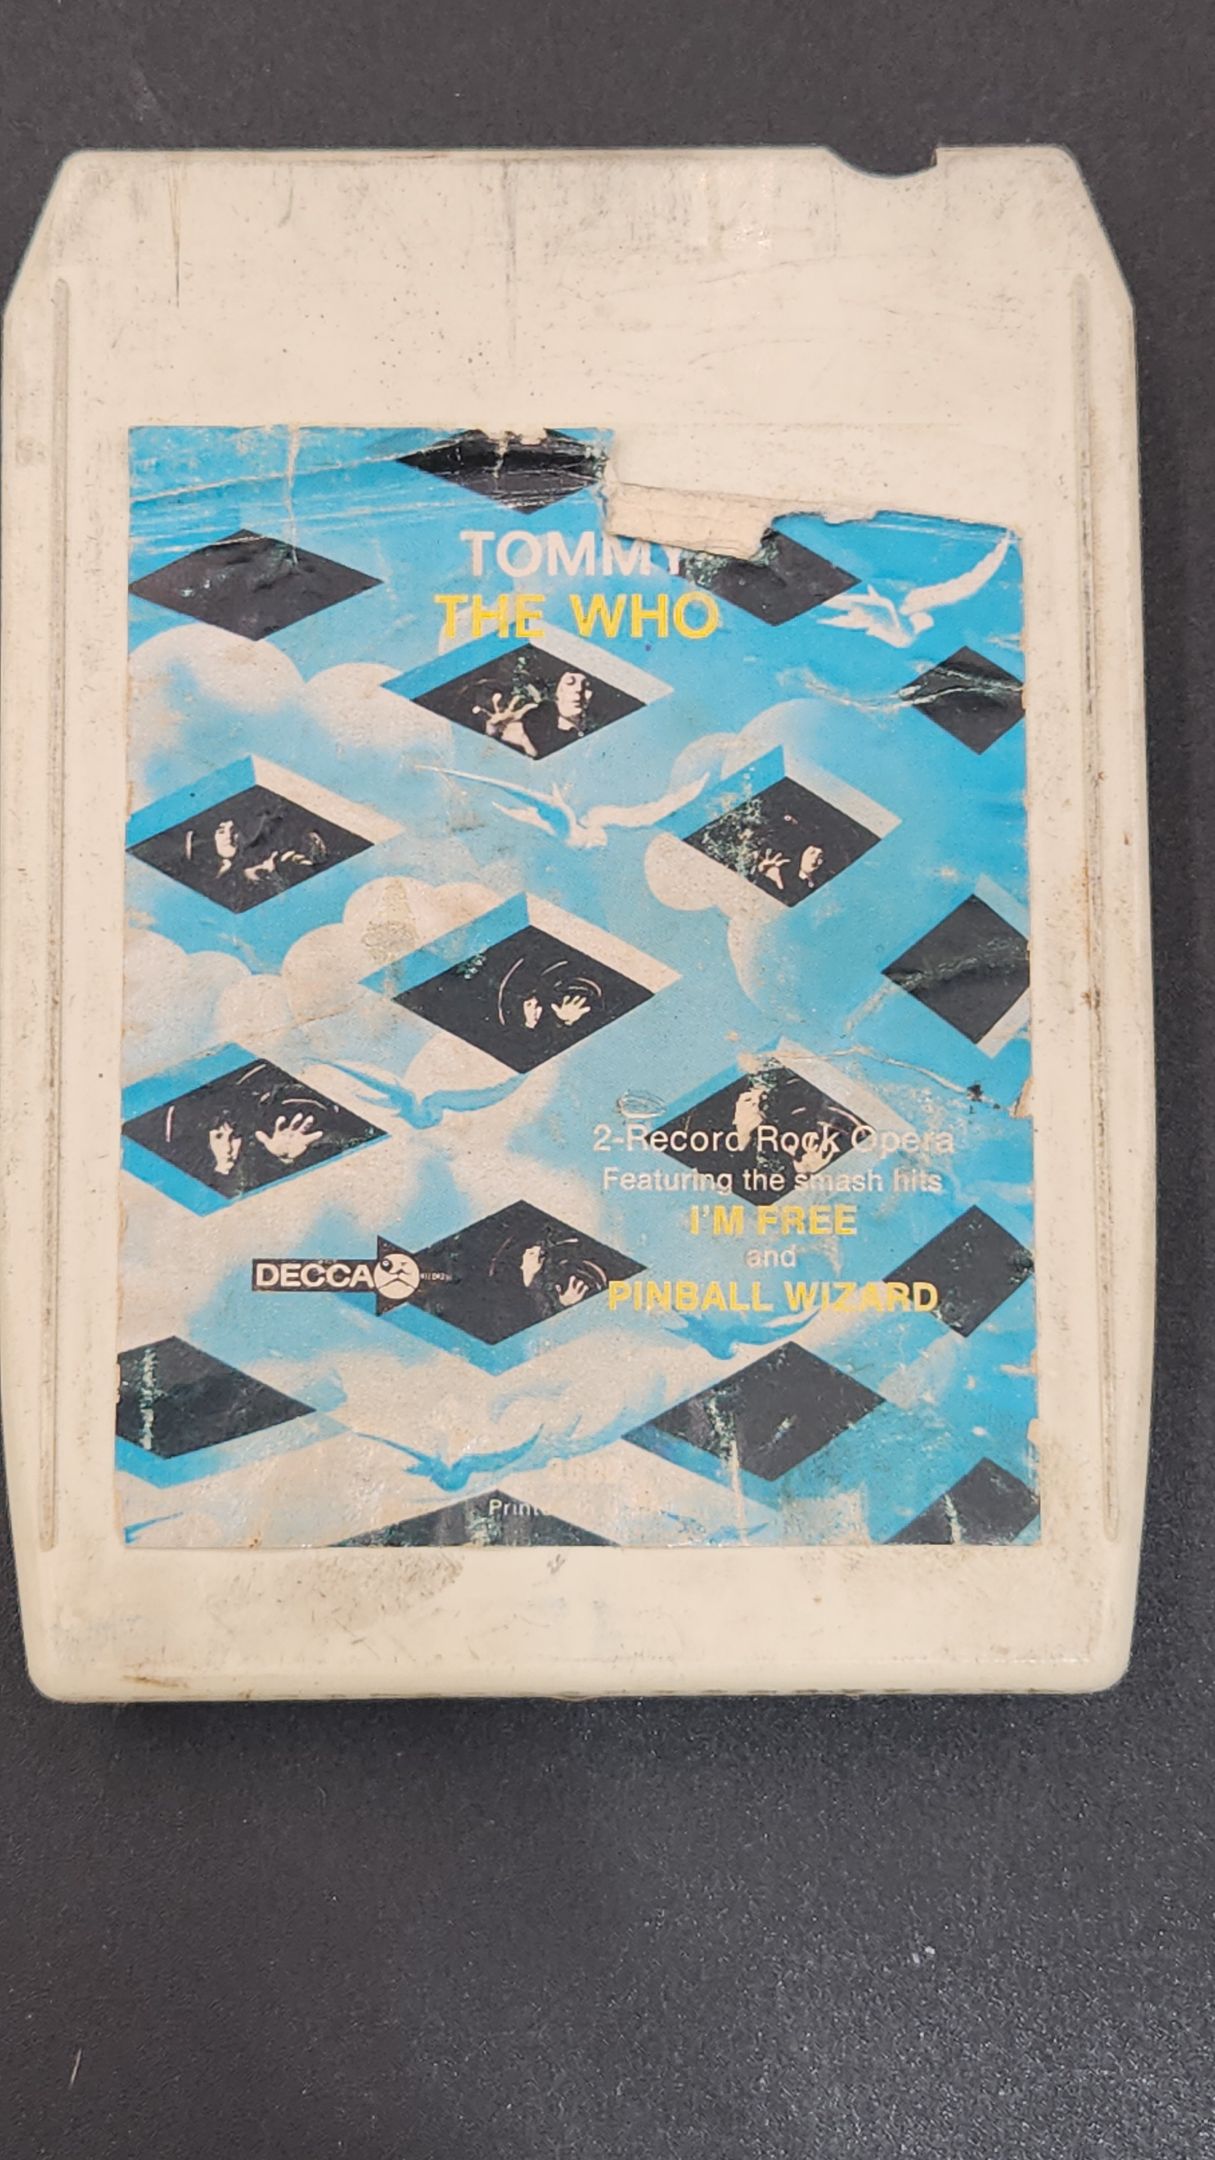 TOMMY
THE WHO
2-Record Rock Opera
Featuring the smash hits
I'M FREE
and
DECCA
PINBALL WIZARD